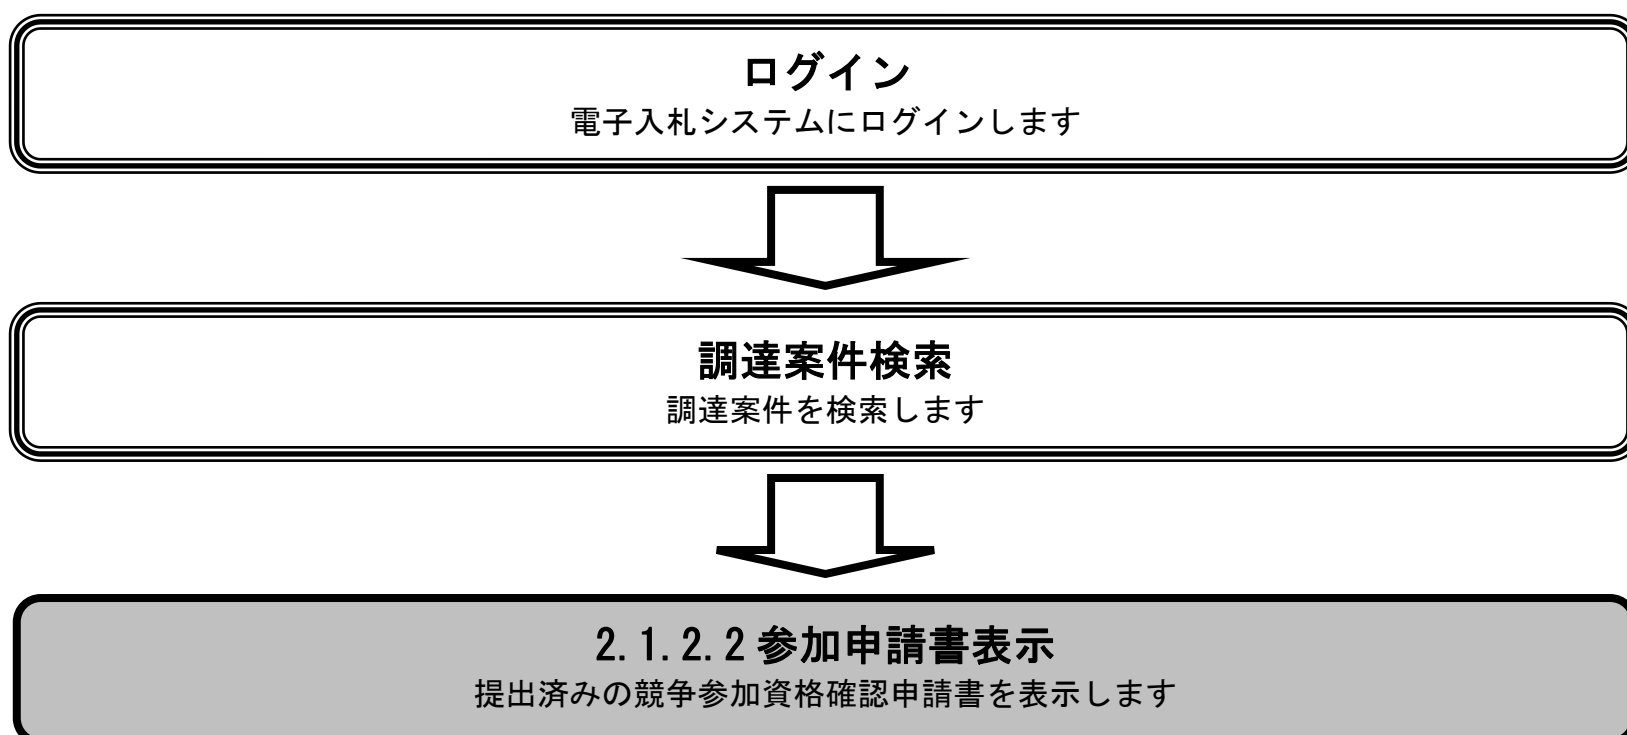 ログイン
電子入札システムにログインします
調達案件検索
調達案件を検索します
2.1.2.2 参加申請書表示
提出済みの競争参加資格確認申請書を表示します